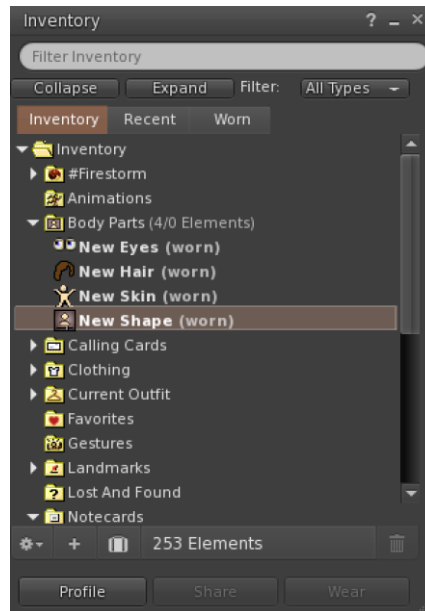 Inventory ? _ ×
Filter Inventory
Collapse Expand Filter: All Types
Inventory Recent Worn
Inventory
#Firestorm
Animations
Body Parts (4/0 Elements)
New Eyes (worn)
New Hair (worn)
New Skin (worn)
New Shape (worn)
Calling Cards
Clothing
Current Outfit
Favorites
Gestures
Landmarks
Lost And Found
Notecards
+ 253 Elements
Profile Share Wear